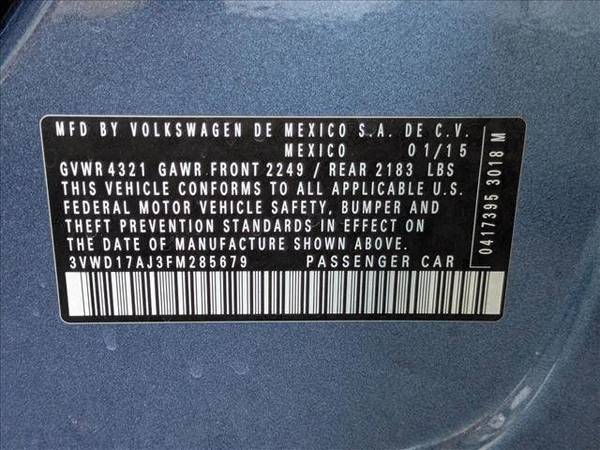 MFD BY VOLKSWAGEN DE MEXICO S.A. DE C.V.
MEXICO 01/15
GVWR 4321 GAWR FRONT 2249 / REAR 2183 LBS
THIS VEHICLE CONFORMS TO ALL APPLICABLE U.S.
FEDERAL MOTOR VEHICLE SAFETY, BUMPER AND
THEFT PREVENTION STANDARDS IN EFFECT ON
THE DATE OF MANUFACTURE SHOWN ABOVE.
3VWD17AJ3FM285679 PASSENGER CAR
0417395 3018 M